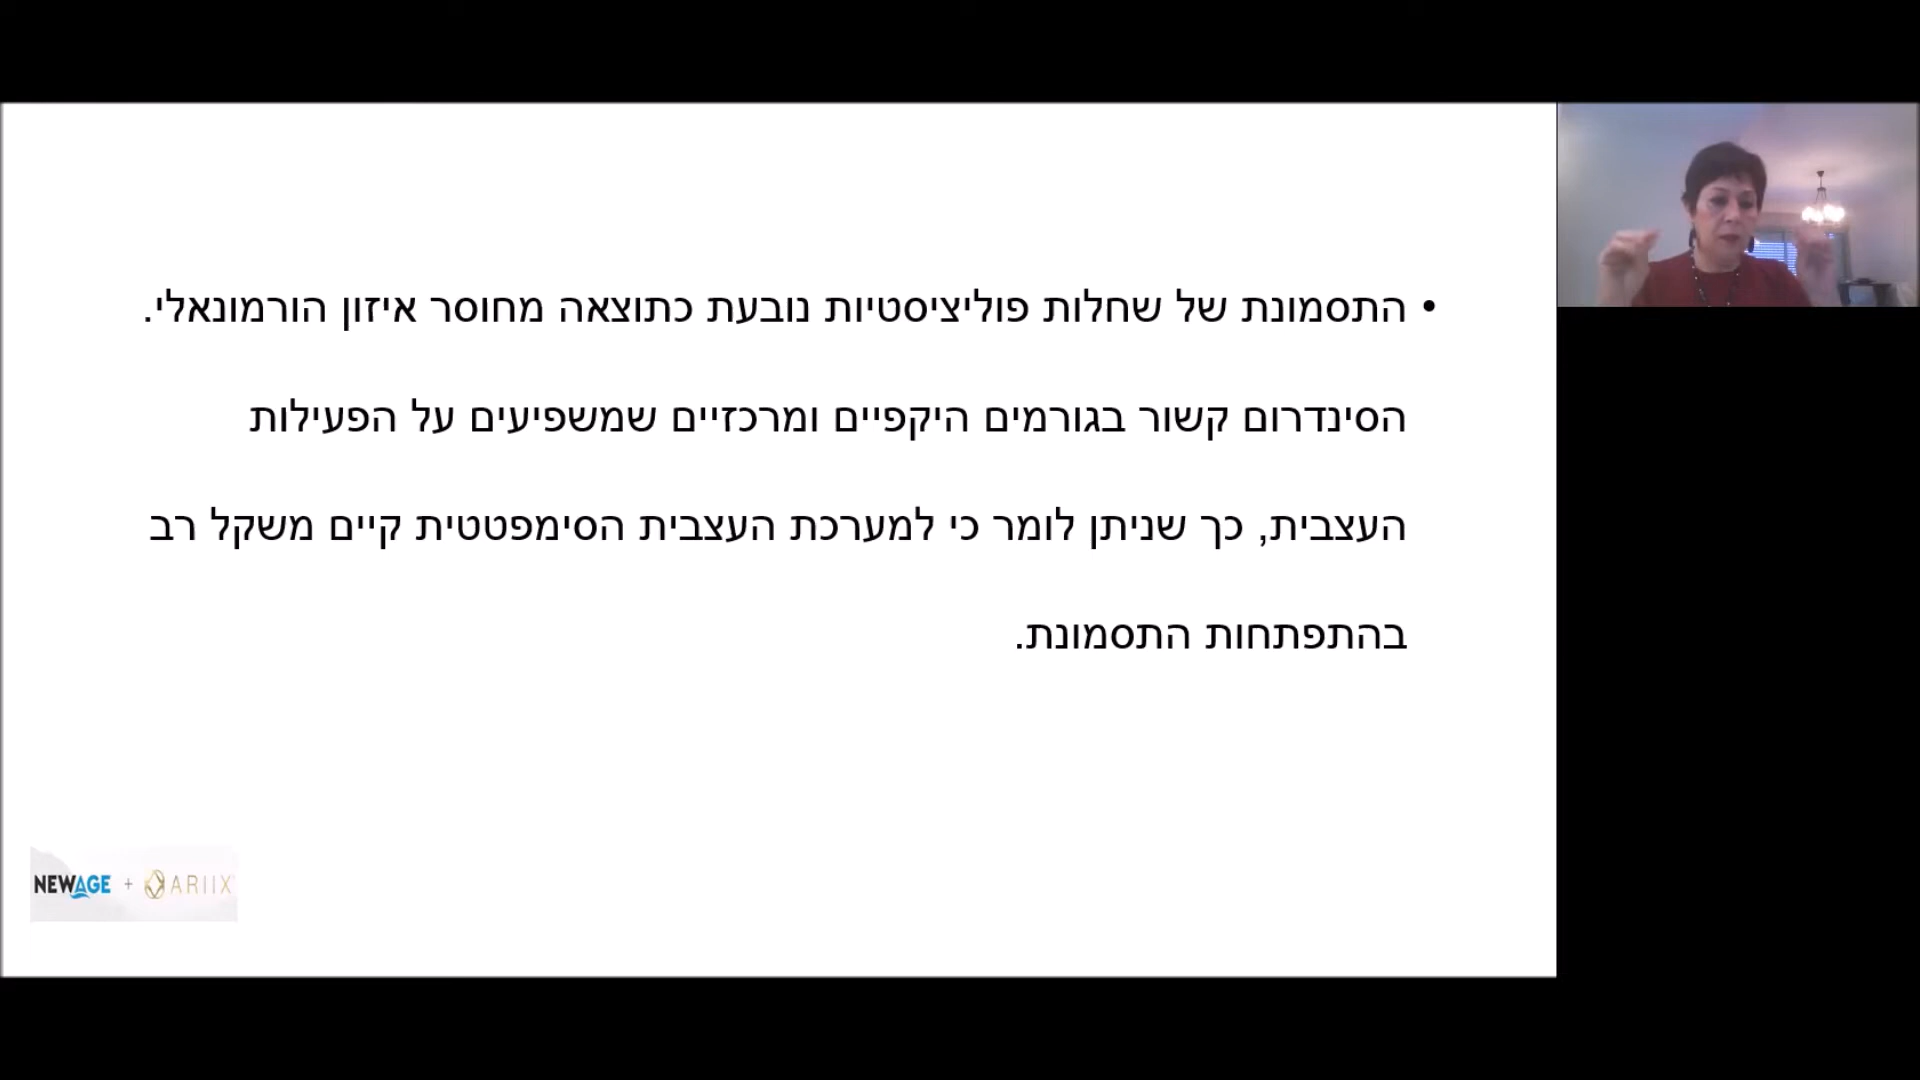 • התסמונת של שחלות פוליציסטיות נובעת כתוצאה מחוסר איזון הורמונאלי.
הסינדרום קשור בגורמים היקפיים ומרכזיים שמשפיעים על הפעילות
העצבית, כך שניתן לומר כי למערכת העצבית הסימפטטית קיים משקל רב
בהתפתחות התסמונת.
NEWAGE + ARIIX